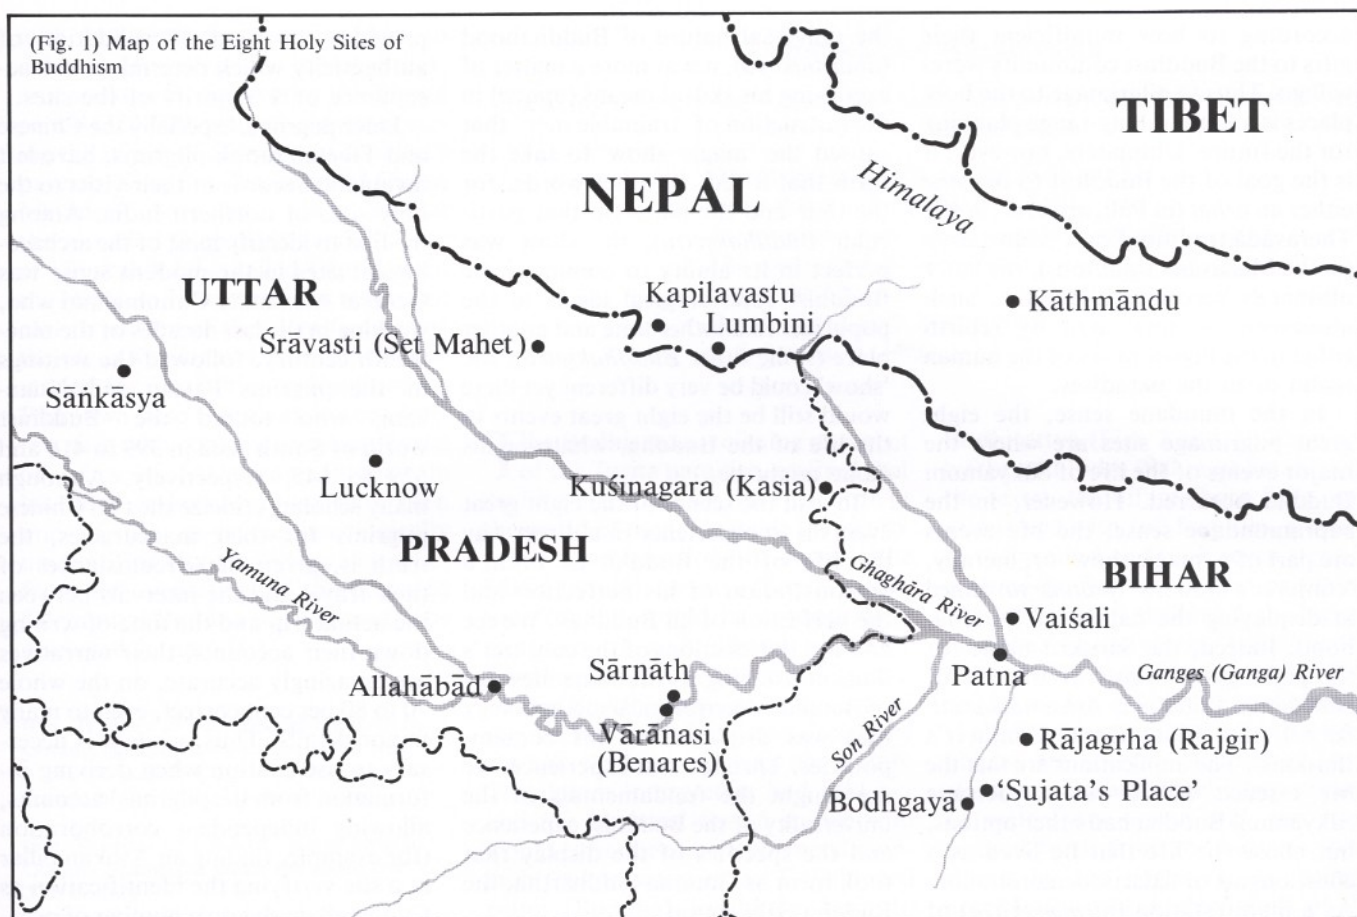 (Fig. 1) Map of the Eight Holy Sites of
Buddhism
TIBET
NEPAL
Himalaya
UTTAR
Kapilavastu
Lumbini
Kāthmāndu
Śrāvasti (Set Mahet)
Sāṅkāsya
Lucknow
Kuśinagara (Kasia)
PRADESH
BIHAR
Yamuna River
Ghaghāra River
Vaiśali
Sārnāth
Patna
Ganges (Ganga) River
Allahābād
Vārānasi
(Benares)
Son River
Rājagṛha (Rajgir)
Bodhgayā
'Sujata's Place'